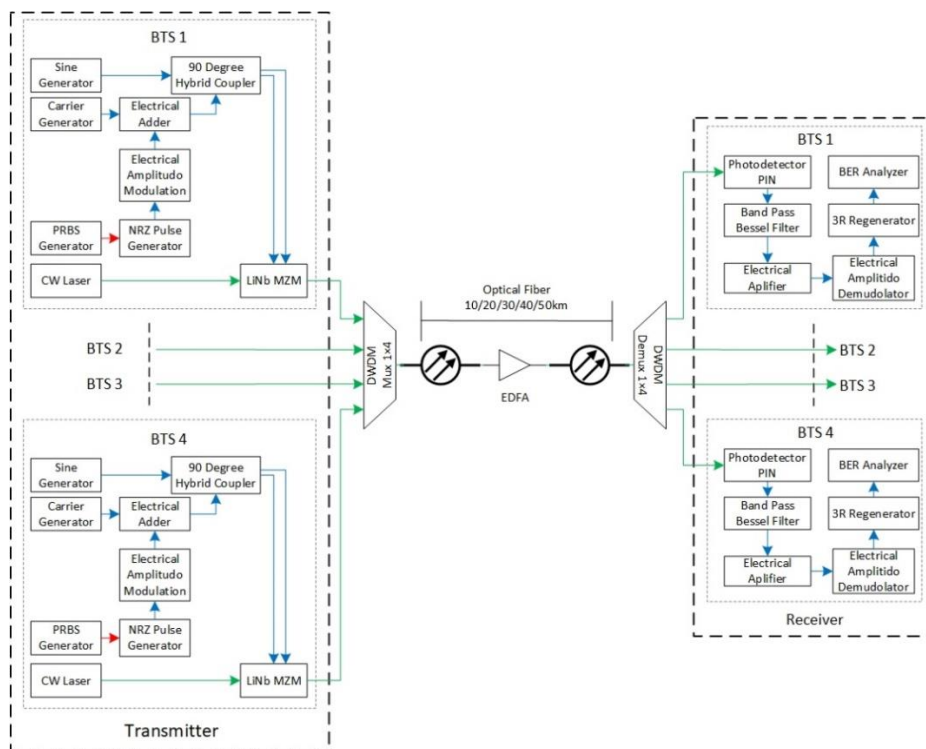 BTS 1
Sine
Generator
90 Degree
Hybrid Coupler
Carrier
Generator
Electrical
Adder
Electrical
Amplitudo
Modulation
PRBS
Generator
NRZ Pulse
Generator
CW Laser
LiNb MZM
BTS 2
BTS 3
BTS 4
Sine
Generator
90 Degree
Hybrid Coupler
Carrier
Generator
Electrical
Adder
Electrical
Amplitudo
Modulation
PRBS
Generator
NRZ Pulse
Generator
CW Laser
LiNb MZM
Transmitter
DWDM
Mux 1×4
Optical Fiber
10/20/30/40/50km
EDFA
DWDM
Demux 1×4
BTS 1
Photodetector
PIN
BER Analyzer
Band Pass
Bessel Filter
3R Regenerator
Electrical
Aplifier
Electrical
Amplitido
Demudolator
BTS 2
BTS 3
BTS 4
Photodetector
PIN
BER Analyzer
Band Pass
Bessel Filter
3R Regenerator
Electrical
Aplifier
Electrical
Amplitido
Demudolator
Receiver